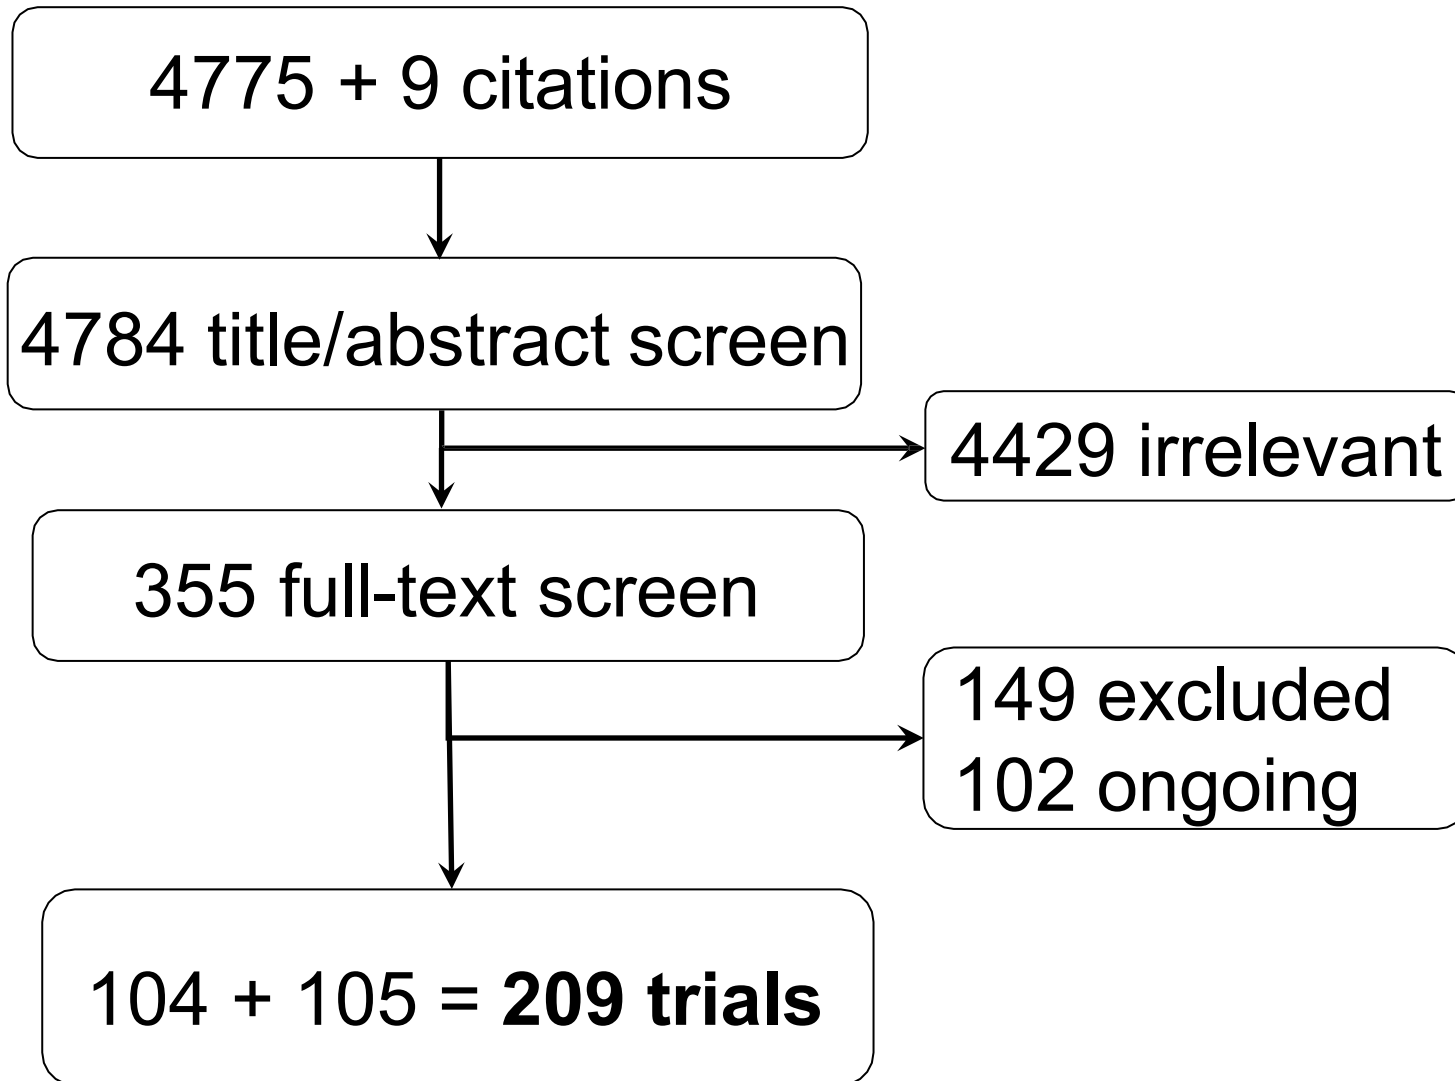 4775 + 9 citations
4784 title/abstract screen
4429 irrelevant
355 full-text screen
149 excluded
102 ongoing
104 + 105 = 209 trials